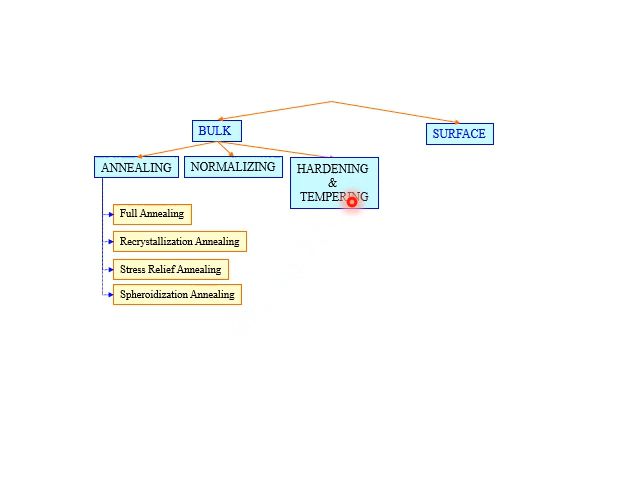 BULK
SURFACE
ANNEALING
NORMALIZING
HARDENING
&
TEMPERING
Full Annealing
Recrystallization Annealing
Stress Relief Annealing
Spheroidization Annealing